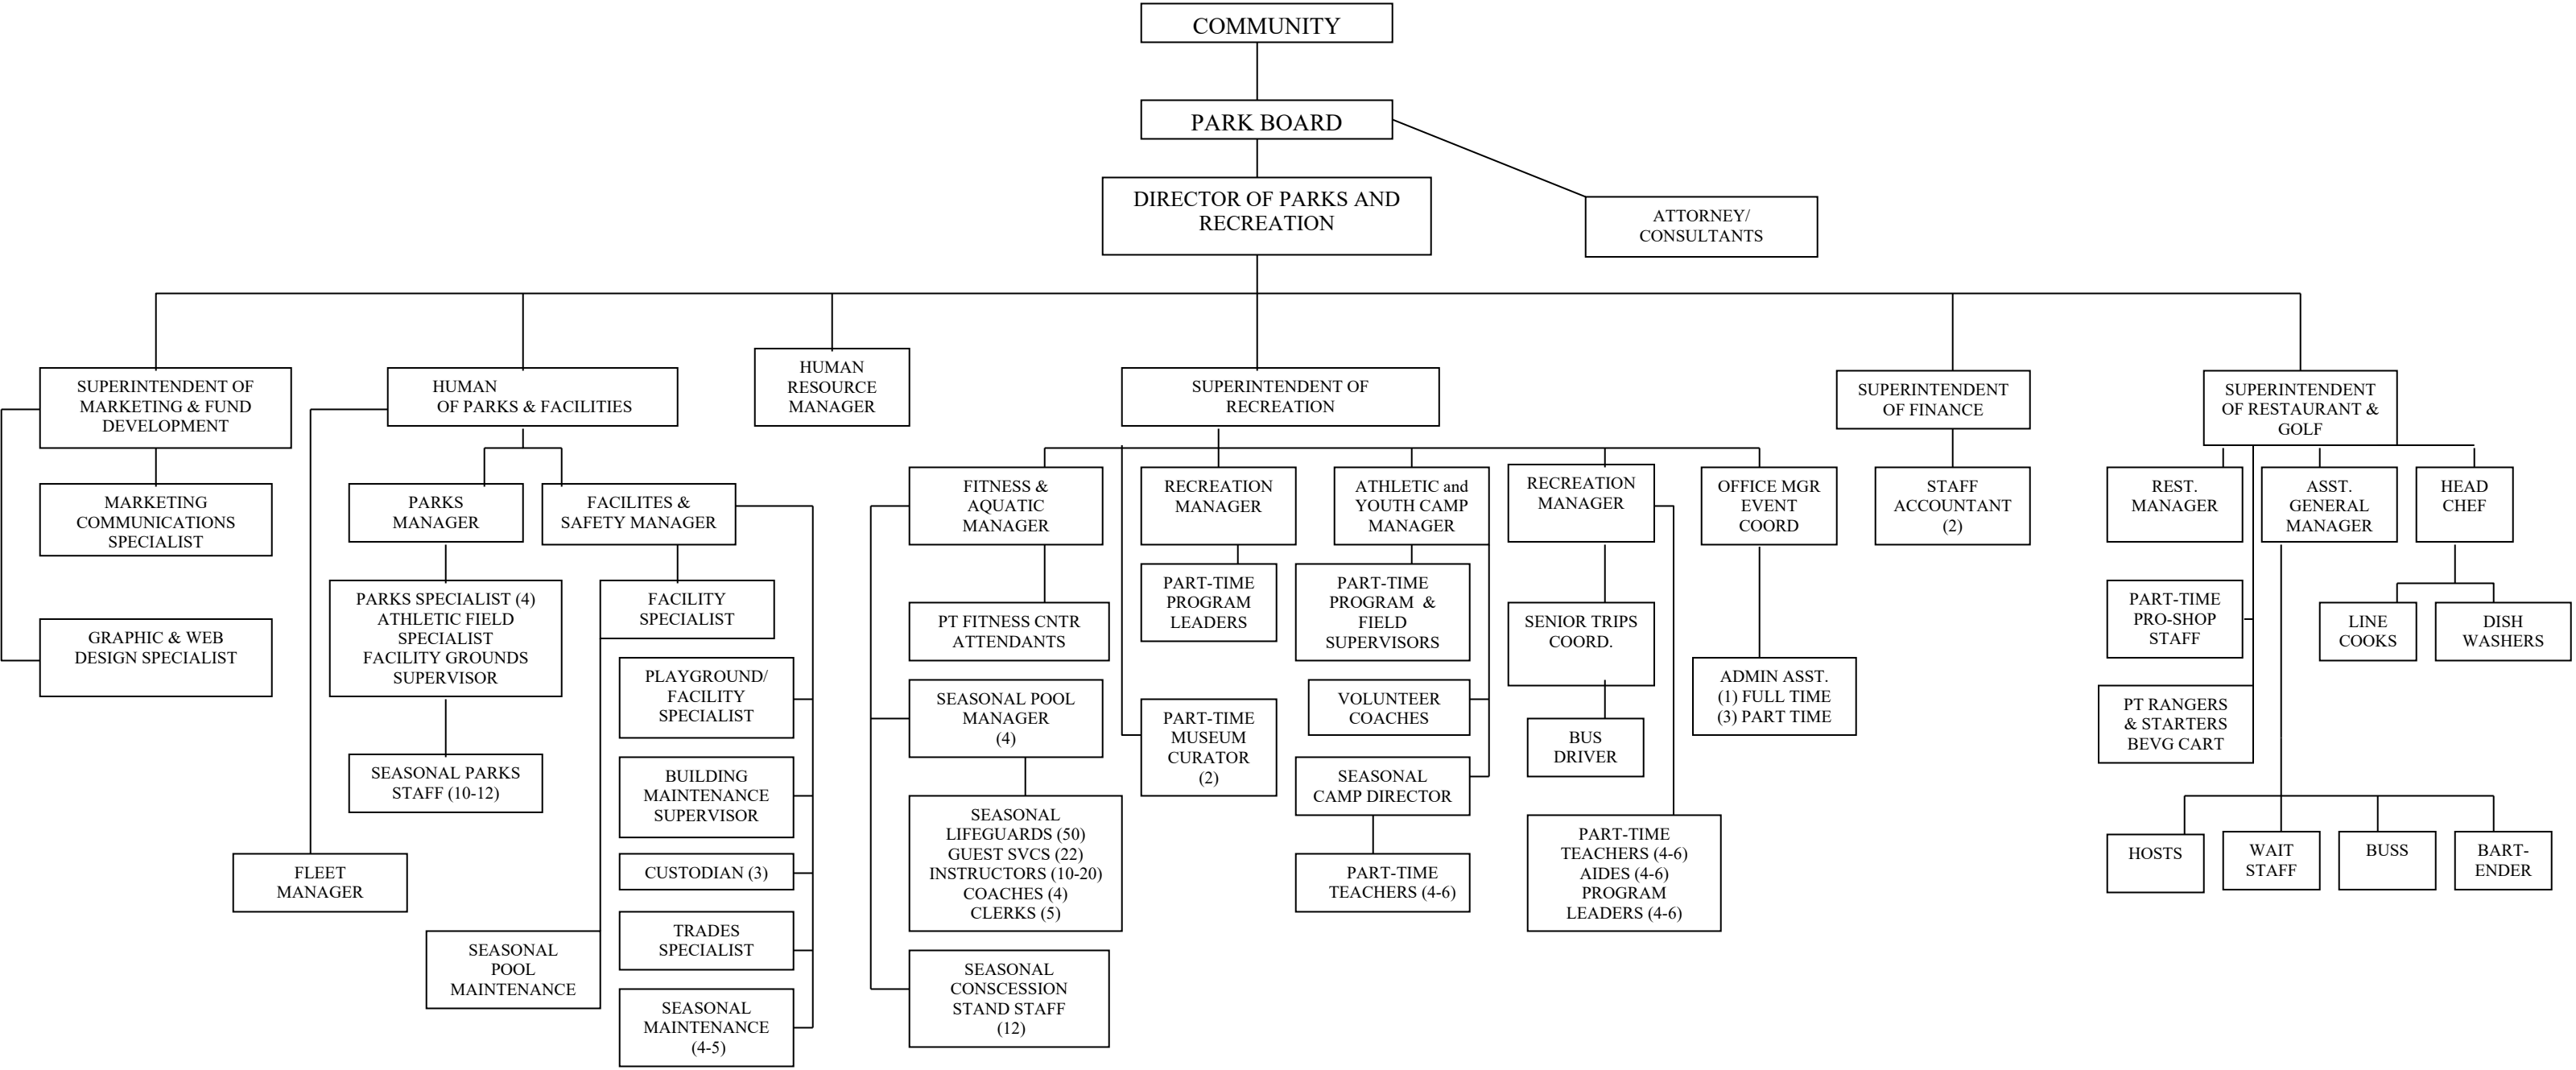 COMMUNITY
PARK BOARD
DIRECTOR OF PARKS AND
RECREATION
ATTORNEY/
CONSULTANTS
SUPERINTENDENT OF
MARKETING & FUND
DEVELOPMENT
HUMAN
OF PARKS & FACILITIES
HUMAN
RESOURCE
MANAGER
SUPERINTENDENT OF
RECREATION
SUPERINTENDENT
OF FINANCE
SUPERINTENDENT
OF RESTAURANT &
GOLF
MARKETING
COMMUNICATIONS
SPECIALIST
PARKS
MANAGER
FACILITES &
SAFETY MANAGER
FITNESS &
AQUATIC
MANAGER
RECREATION
MANAGER
ATHLETIC and
YOUTH CAMP
MANAGER
RECREATION
MANAGER
OFFICE MGR
EVENT
COORD
STAFF
ACCOUNTANT
(2)
REST.
MANAGER
ASST.
GENERAL
MANAGER
HEAD
CHEF
GRAPHIC & WEB
DESIGN SPECIALIST
PARKS SPECIALIST (4)
ATHLETIC FIELD
SPECIALIST
FACILITY GROUNDS
SUPERVISOR
FACILITY
SPECIALIST
PT FITNESS CNTR
ATTENDANTS
PART-TIME
PROGRAM
LEADERS
PART-TIME
PROGRAM &
FIELD
SUPERVISORS
SENIOR TRIPS
COORD.
ADMIN ASST.
(1) FULL TIME
(3) PART TIME
PART-TIME
PRO-SHOP
STAFF
LINE
COOKS
DISH
WASHERS
PLAYGROUND/
FACILITY
SPECIALIST
SEASONAL POOL
MANAGER
(4)
PART-TIME
MUSEUM
CURATOR
(2)
VOLUNTEER
COACHES
BUS
DRIVER
PT RANGERS
& STARTERS
BEVG CART
SEASONAL PARKS
STAFF (10-12)
BUILDING
MAINTENANCE
SUPERVISOR
SEASONAL
CAMP DIRECTOR
SEASONAL
LIFEGUARDS (50)
GUEST SVCS (22)
INSTRUCTORS (10-20)
COACHES (4)
CLERKS (5)
PART-TIME
TEACHERS (4-6)
AIDES (4-6)
PROGRAM
LEADERS (4-6)
HOSTS
WAIT
STAFF
BUSS
BART-
ENDER
FLEET
MANAGER
CUSTODIAN (3)
PART-TIME
TEACHERS (4-6)
SEASONAL
POOL
MAINTENANCE
TRADES
SPECIALIST
SEASONAL
CONSCESSION
STAND STAFF
(12)
SEASONAL
MAINTENANCE
(4-5)